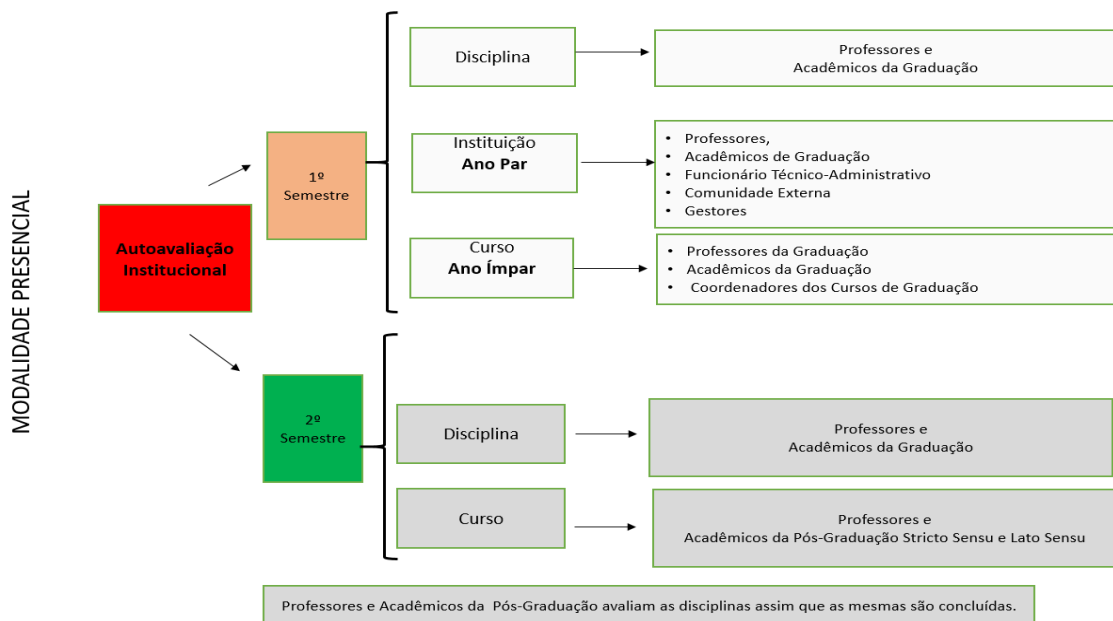 MODALIDADE PRESENCIAL
Autoavaliação
Institucional
1º
Semestre
Disciplina
Professores e
Acadêmicos da Graduação
Instituição
Ano Par
• Professores,
• Acadêmicos de Graduação
• Funcionário Técnico-Administrativo
• Comunidade Externa
• Gestores
Curso
Ano Ímpar
• Professores da Graduação
• Acadêmicos da Graduação
• Coordenadores dos Cursos de Graduação
2º
Semestre
Disciplina
Professores e
Acadêmicos da Graduação
Curso
Professores e
Acadêmicos da Pós-Graduação Stricto Sensu e Lato Sensu
Professores e Acadêmicos da Pós-Graduação avaliam as disciplinas assim que as mesmas são concluídas.